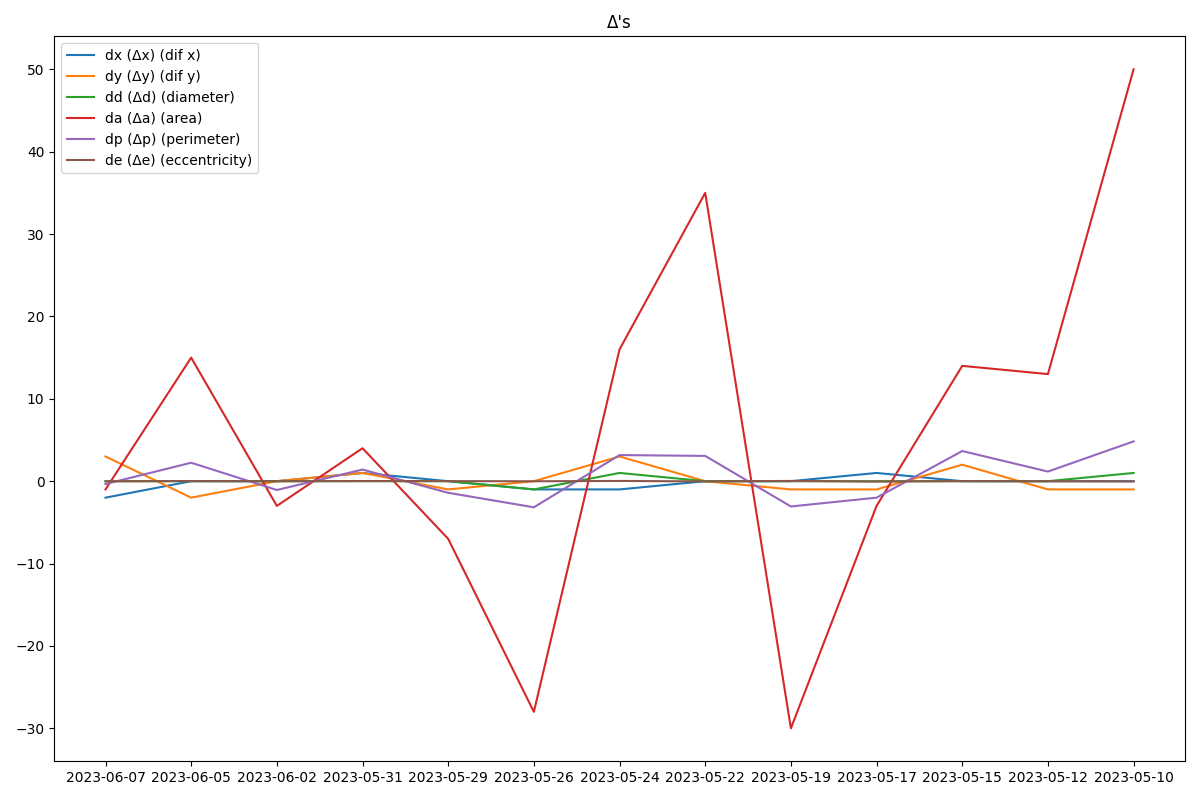 Δ's
dx (Δx) (dif x)
dy (Δy) (dif y)
dd (Δd) (diameter)
da (Δa) (area)
dp (Δp) (perimeter)
de (Δe) (eccentricity)
50
40
30
20
10
0
−10
−20
−30
2023-06-07 2023-06-05 2023-06-02 2023-05-31 2023-05-29 2023-05-26 2023-05-24 2023-05-22 2023-05-19 2023-05-17 2023-05-15 2023-05-12 2023-05-10